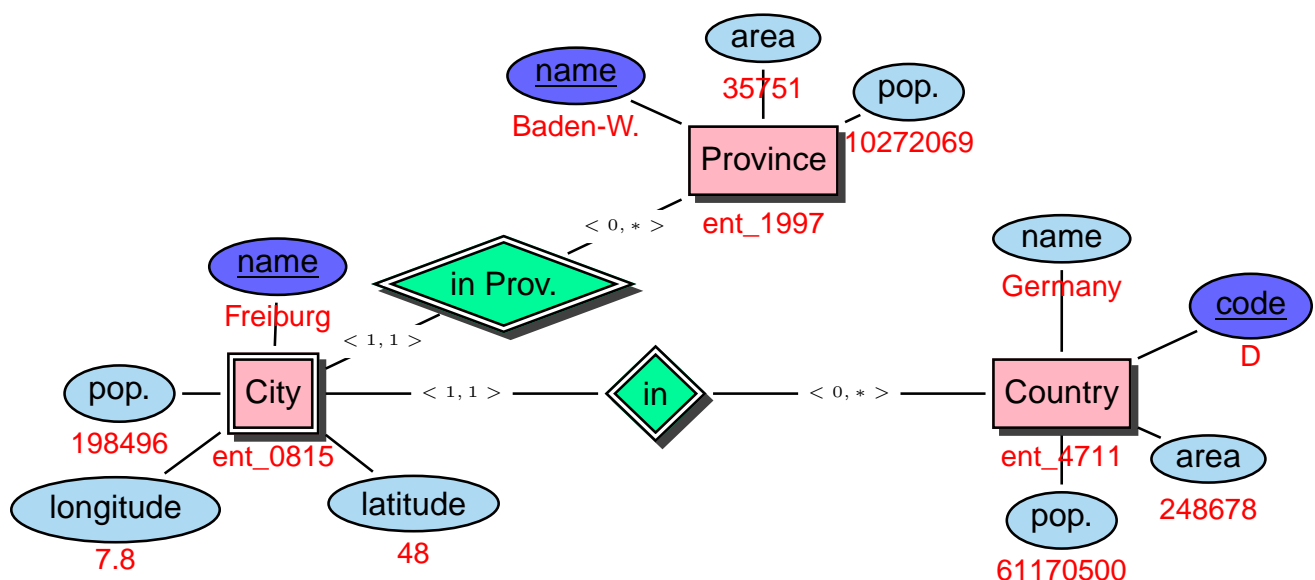 area
name
35751
pop.
Baden-W.
10272069
Province
< 0, * >
ent_1997
name
name
in Prov.
Germany
code
Freiburg
< 1, 1 >
D
pop.
City
< 1, 1 >
in
< 0, * >
Country
198496
ent_0815
ent_4711
area
longitude
latitude
248678
7.8
48
pop.
61170500